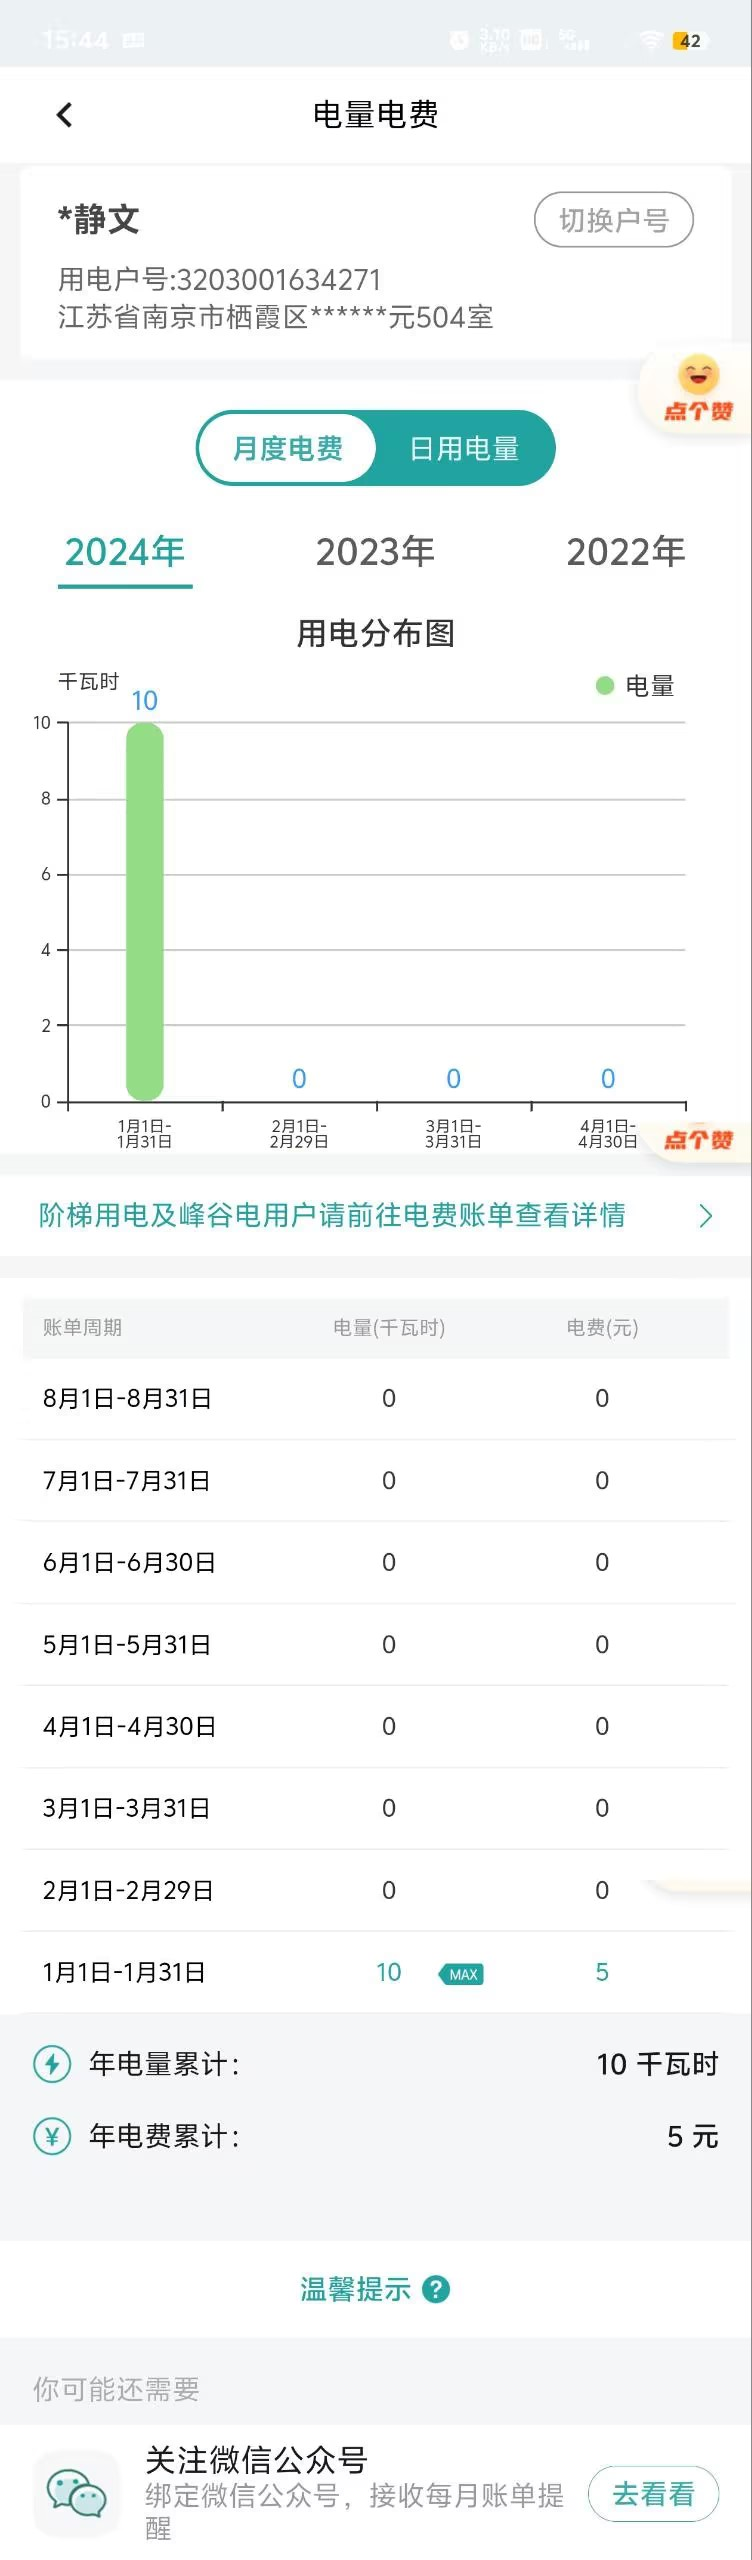 15:44
3.10 KB/s
5G
42
电量电费
*静文
切换户号
用电户号:3203001634271
江苏省南京市栖霞区******元504室
点个赞
月度电费
日用电量
2024年
2023年
2022年
用电分布图
千瓦时
电量
10
10
8
6
4
2
0
0
0
0
1月1日-
1月31日
2月1日-
2月29日
3月1日-
3月31日
4月1日-
4月30日
点个赞
阶梯用电及峰谷电用户请前往电费账单查看详情
账单周期 电量(千瓦时) 电费(元)
8月1日-8月31日 0 0
7月1日-7月31日 0 0
6月1日-6月30日 0 0
5月1日-5月31日 0 0
4月1日-4月30日 0 0
3月1日-3月31日 0 0
2月1日-2月29日 0 0
1月1日-1月31日 10 MAX 5
年电量累计: 10 千瓦时
年电费累计: 5 元
温馨提示 ?
你可能还需要
关注微信公众号
绑定微信公众号，接收每月账单提
醒
去看看